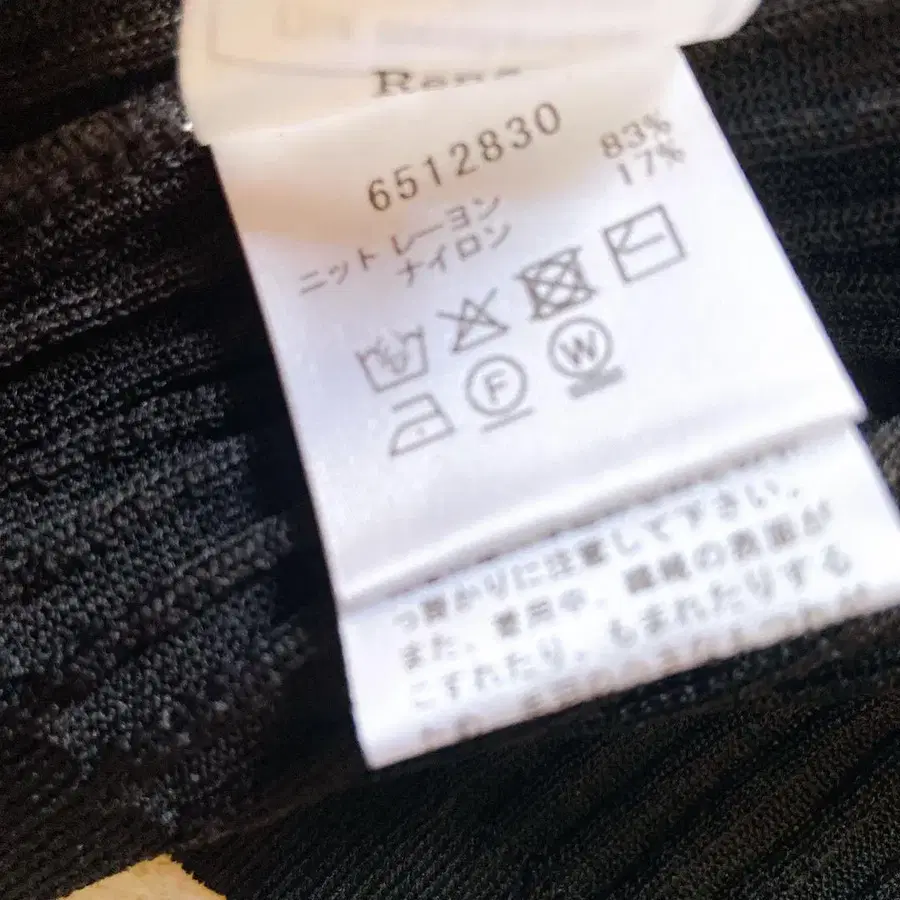 6512830
ニット レーヨン 83%
ナイロン 17%
F W
っ掛かりに注意して下さい。
また、着用中、繊維の表面が
こすれたり、もまれたりする